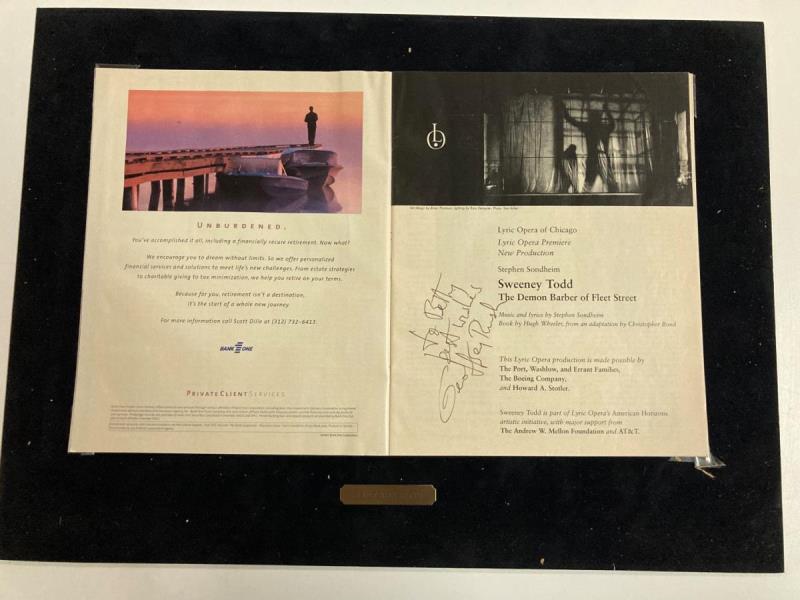 UNBURDENED.
You've accomplished it all, including a financially secure retirement. Now what?
We encourage you to dream without limits. So we offer personalized
financial services and solutions to meet life's new challenges. From estate strategies
to charitable giving to tax minimization, we help you retire on your terms.
Because for you, retirement isn't a destination,
it's the start of a whole new journey.
For more information call Scott Dille at (312) 732-6413.
BANK ONE
PRIVATE CLIENT SERVICES
Lyric Opera of Chicago
Lyric Opera Premiere
New Production
Stephen Sondheim
Sweeney Todd
The Demon Barber of Fleet Street
Music and lyrics by Stephen Sondheim
Book by Hugh Wheeler, from an adaptation by Christopher Bond
This Lyric Opera production is made possible by
The Port, Washlow, and Errant Families,
The Boeing Company,
and Howard A. Stotler.
Sweeney Todd is part of Lyric Opera's American Horizons
artistic initiative, with major support from
The Andrew W. Mellon Foundation and AT&T.
To Bett
best wishes
Geoffrey Rush